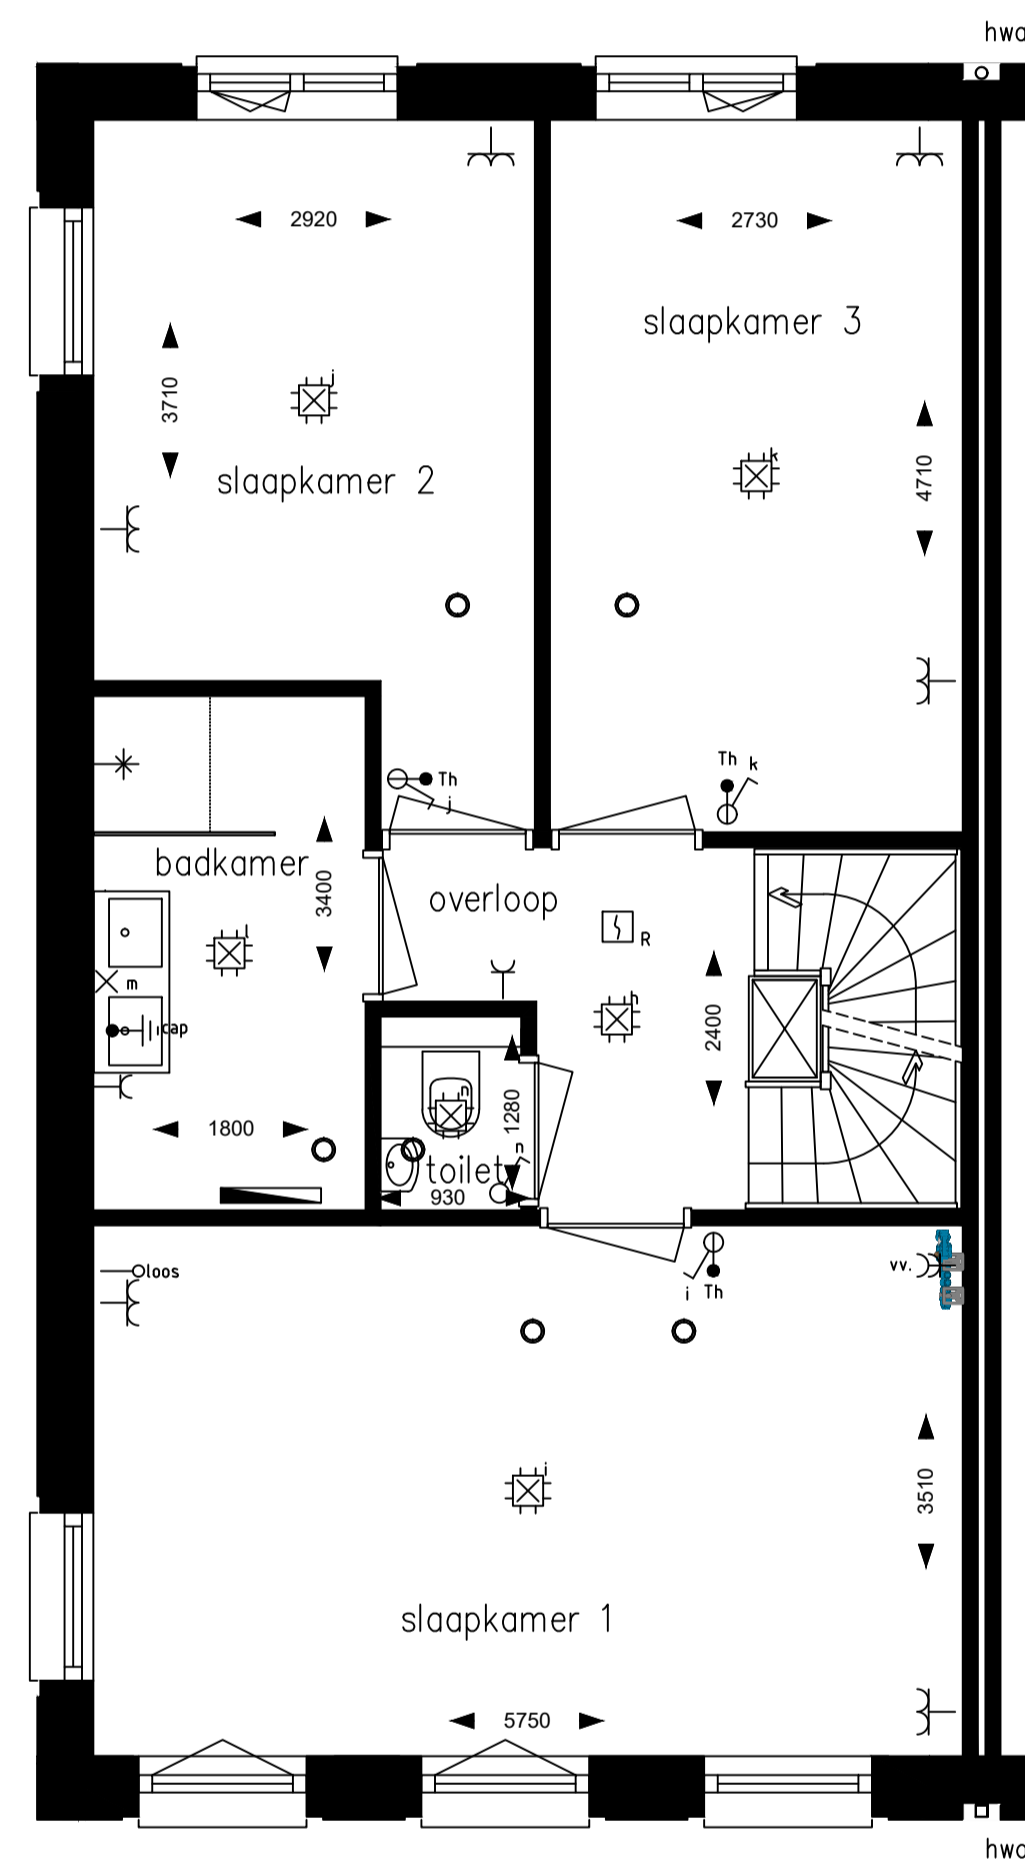 hwa
2920
2730
slaapkamer 3
j
3710
k
4710
slaapkamer 2
Th
j
Th
k
badkamer
3400
overloop
l
R
m
h
2400
cap
n
1280
1800
n
toilet
930
loos
vv.
i
Th
i
3510
slaapkamer 1
5750
hwa